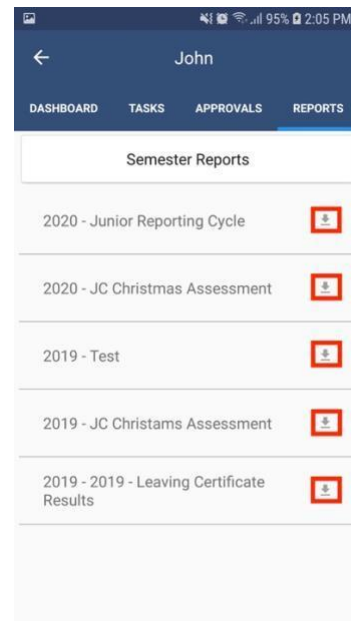 95% 2:05 PM
John
DASHBOARD TASKS APPROVALS REPORTS
Semester Reports
2020 - Junior Reporting Cycle
2020 - JC Christmas Assessment
2019 - Test
2019 - JC Christams Assessment
2019 - 2019 - Leaving Certificate
Results